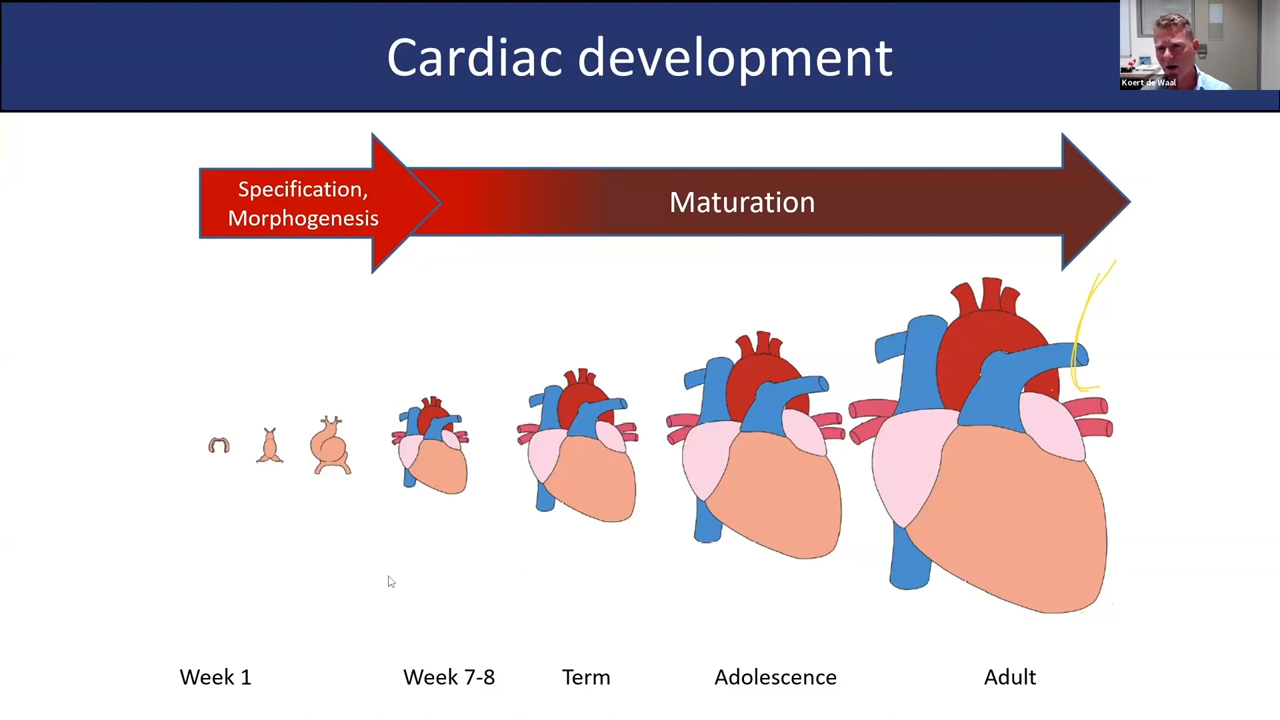 Cardiac development
Koert de Waal
Specification,
Morphogenesis
Maturation
Week 1
Week 7-8
Term
Adolescence
Adult